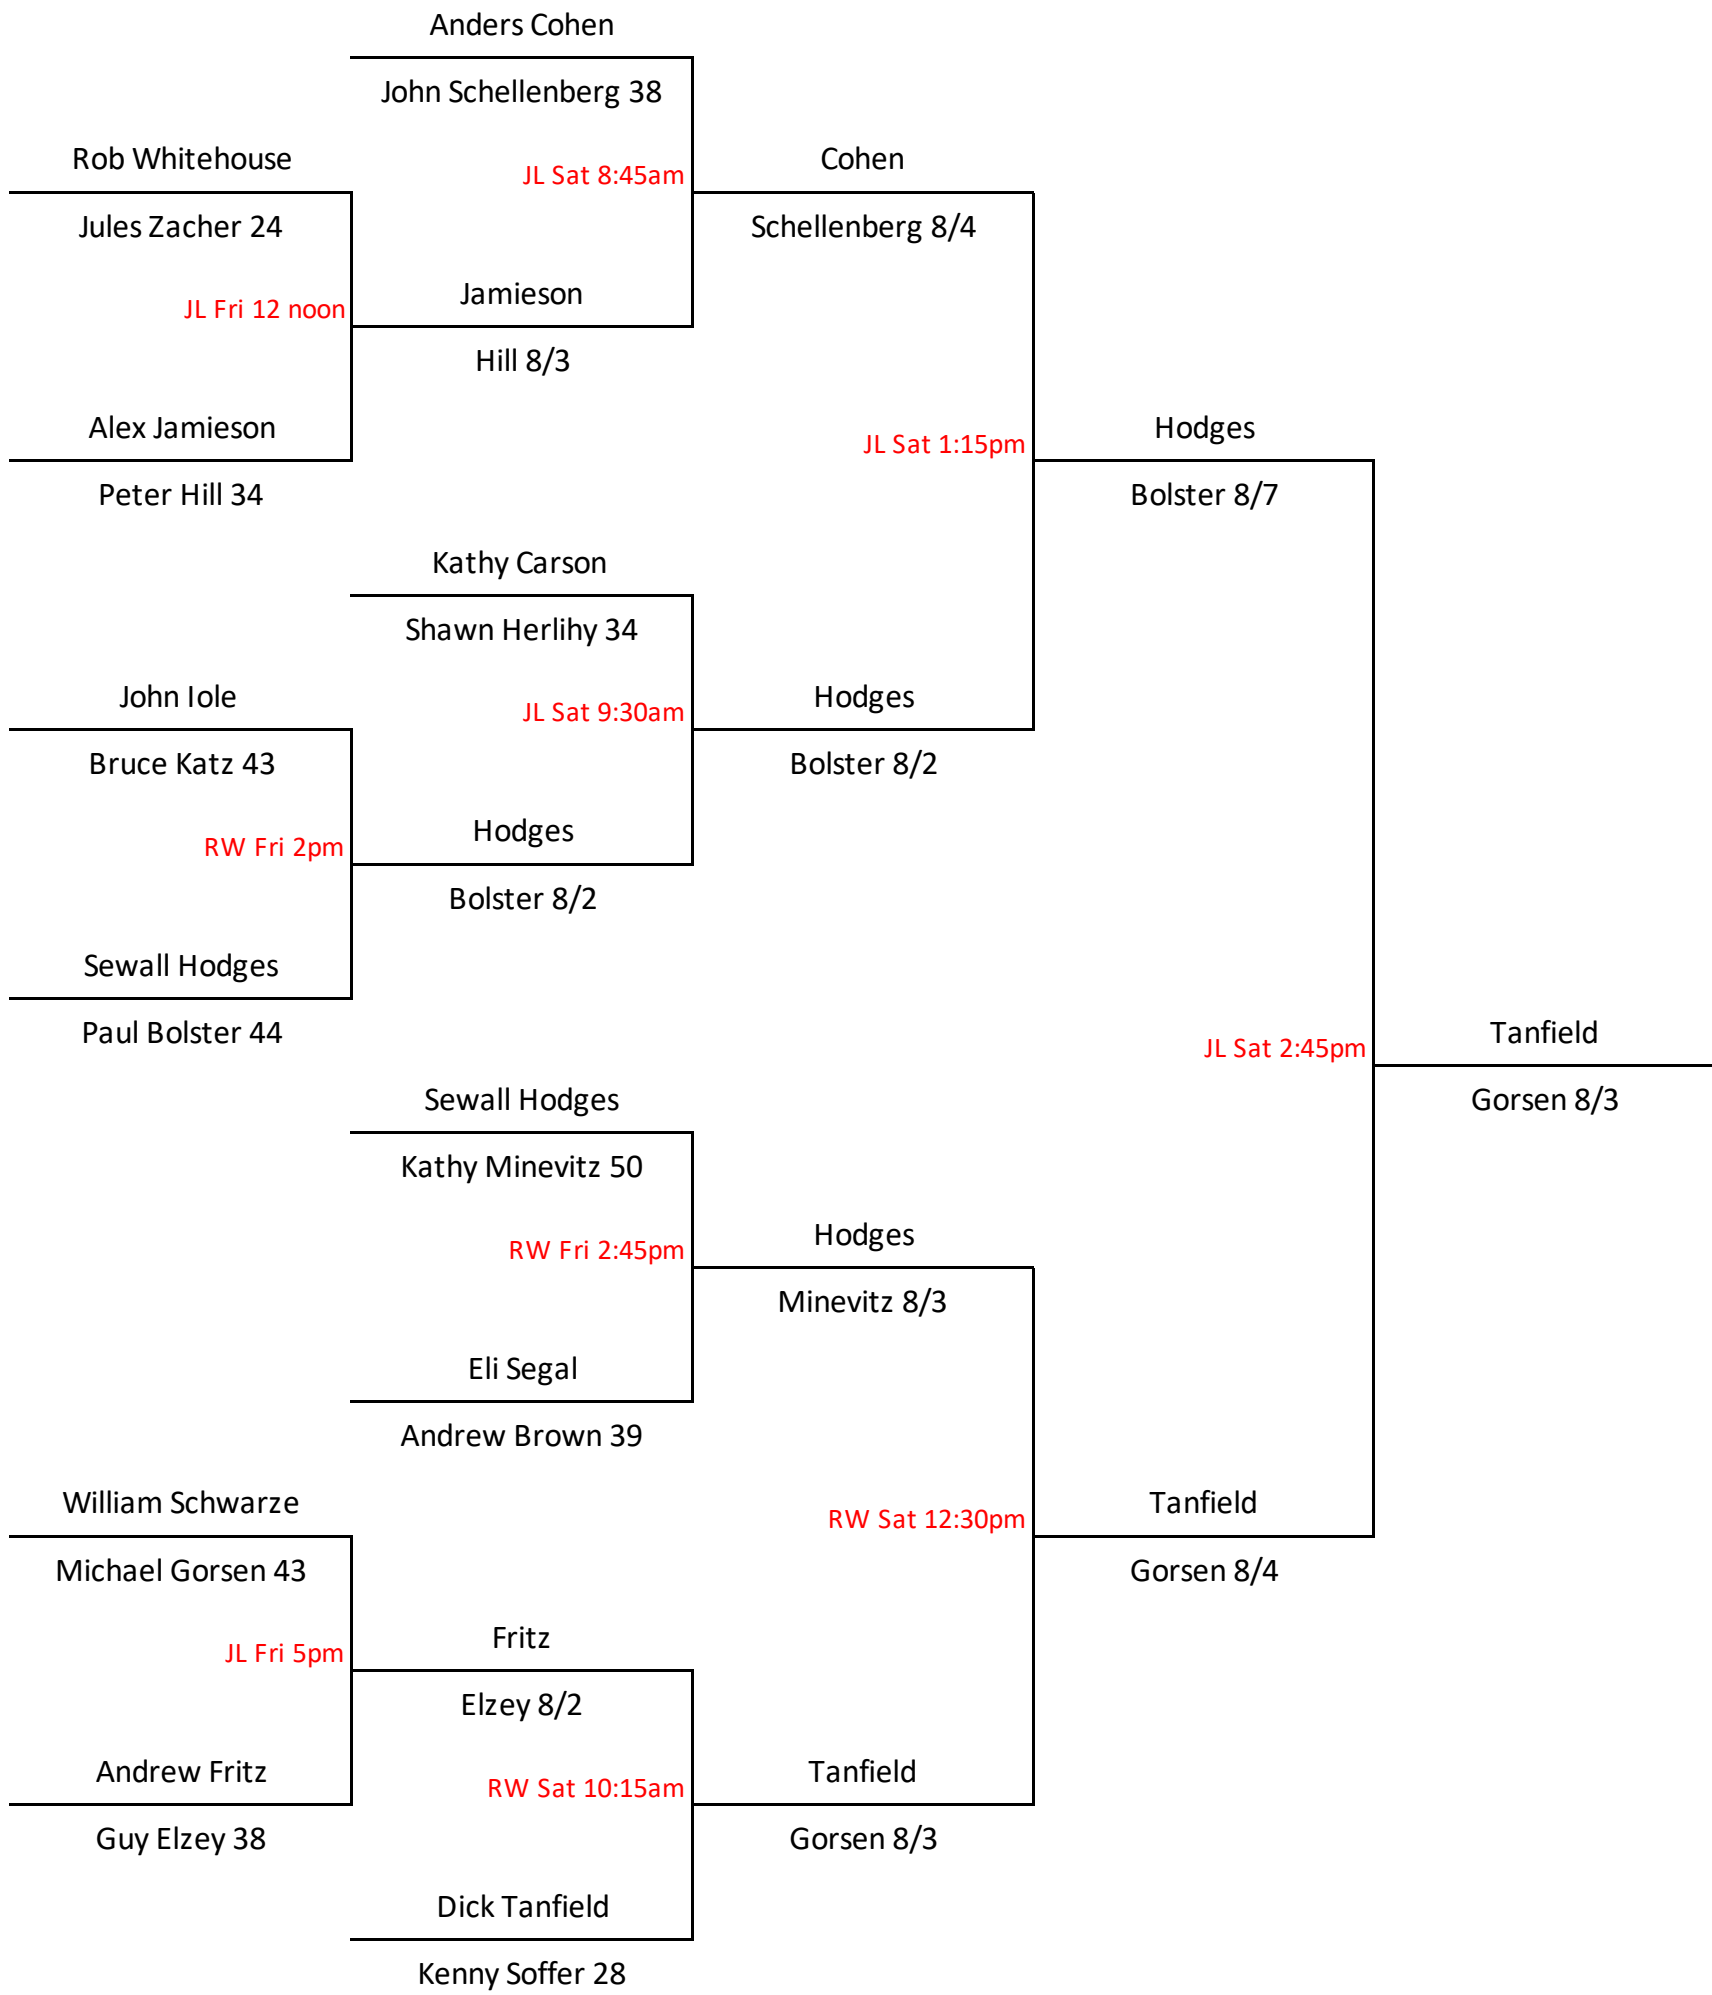 Anders Cohen
John Schellenberg 38
Rob Whitehouse
JL Sat 8:45am
Cohen
Jules Zacher 24
Schellenberg 8/4
JL Fri 12 noon
Jamieson
Hill 8/3
Alex Jamieson
JL Sat 1:15pm
Hodges
Peter Hill 34
Bolster 8/7
Kathy Carson
Shawn Herlihy 34
John Iole
JL Sat 9:30am
Hodges
Bruce Katz 43
Bolster 8/2
RW Fri 2pm
Hodges
Bolster 8/2
Sewall Hodges
Paul Bolster 44
JL Sat 2:45pm
Tanfield
Sewall Hodges
Gorsen 8/3
Kathy Minevitz 50
RW Fri 2:45pm
Hodges
Minevitz 8/3
Eli Segal
Andrew Brown 39
William Schwarze
RW Sat 12:30pm
Tanfield
Michael Gorsen 43
Gorsen 8/4
JL Fri 5pm
Fritz
Elzey 8/2
Andrew Fritz
RW Sat 10:15am
Tanfield
Guy Elzey 38
Gorsen 8/3
Dick Tanfield
Kenny Soffer 28